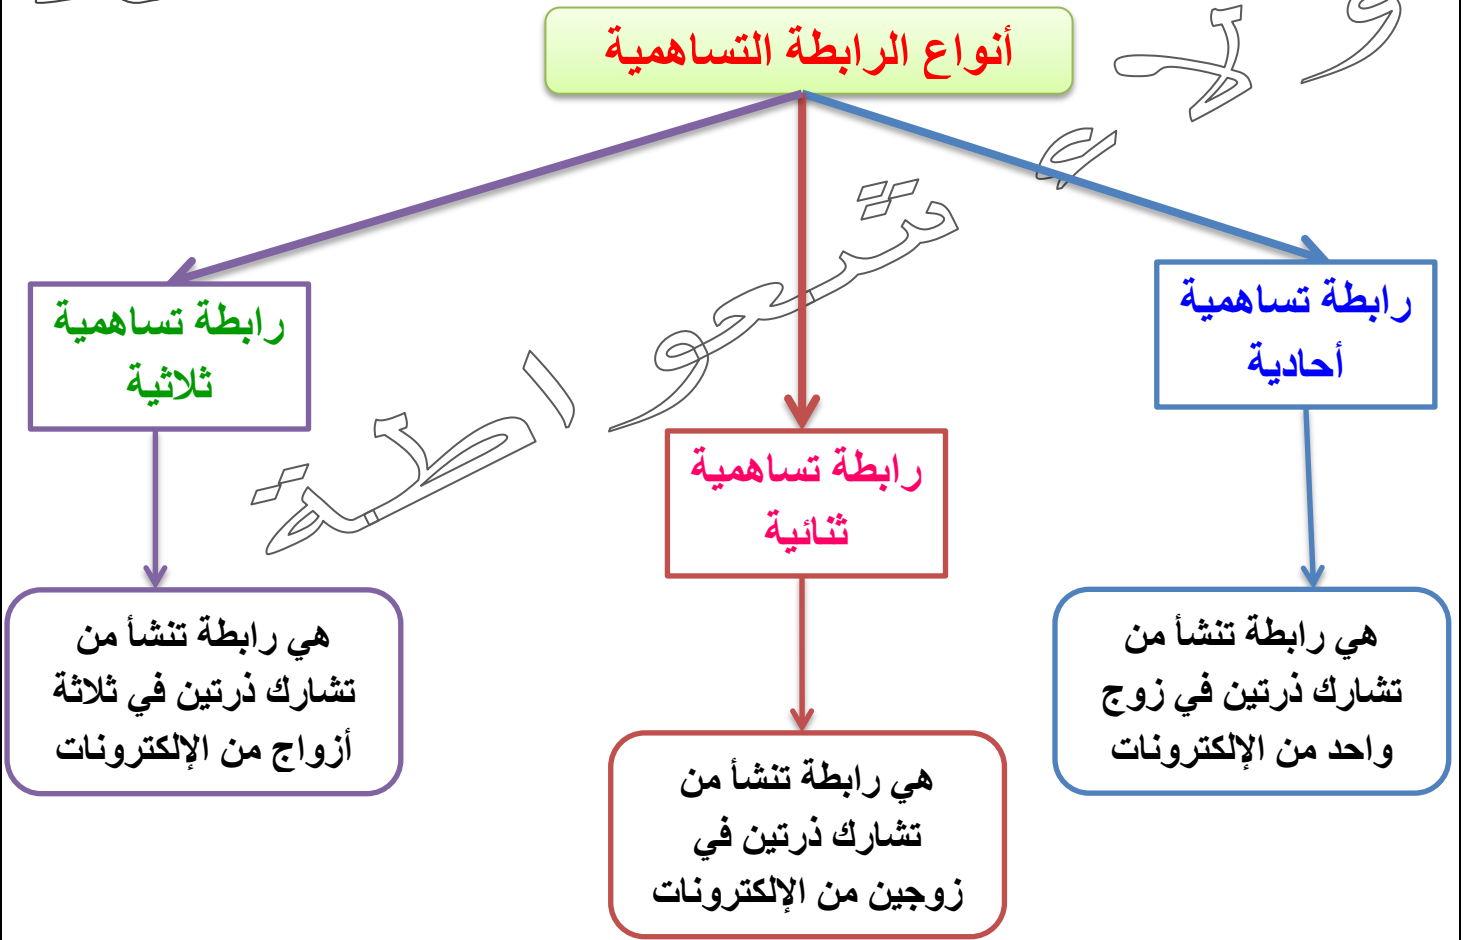 أنواع الرابطة التساهمية
رابطة تساهمية
أحادية
هي رابطة تنشأ من
تشارك ذرتين في زوج
واحد من الإلكترونات
رابطة تساهمية
ثنائية
هي رابطة تنشأ من
تشارك ذرتين في
زوجين من الإلكترونات
رابطة تساهمية
ثلاثية
هي رابطة تنشأ من
تشارك ذرتين في ثلاثة
أزواج من الإلكترونات